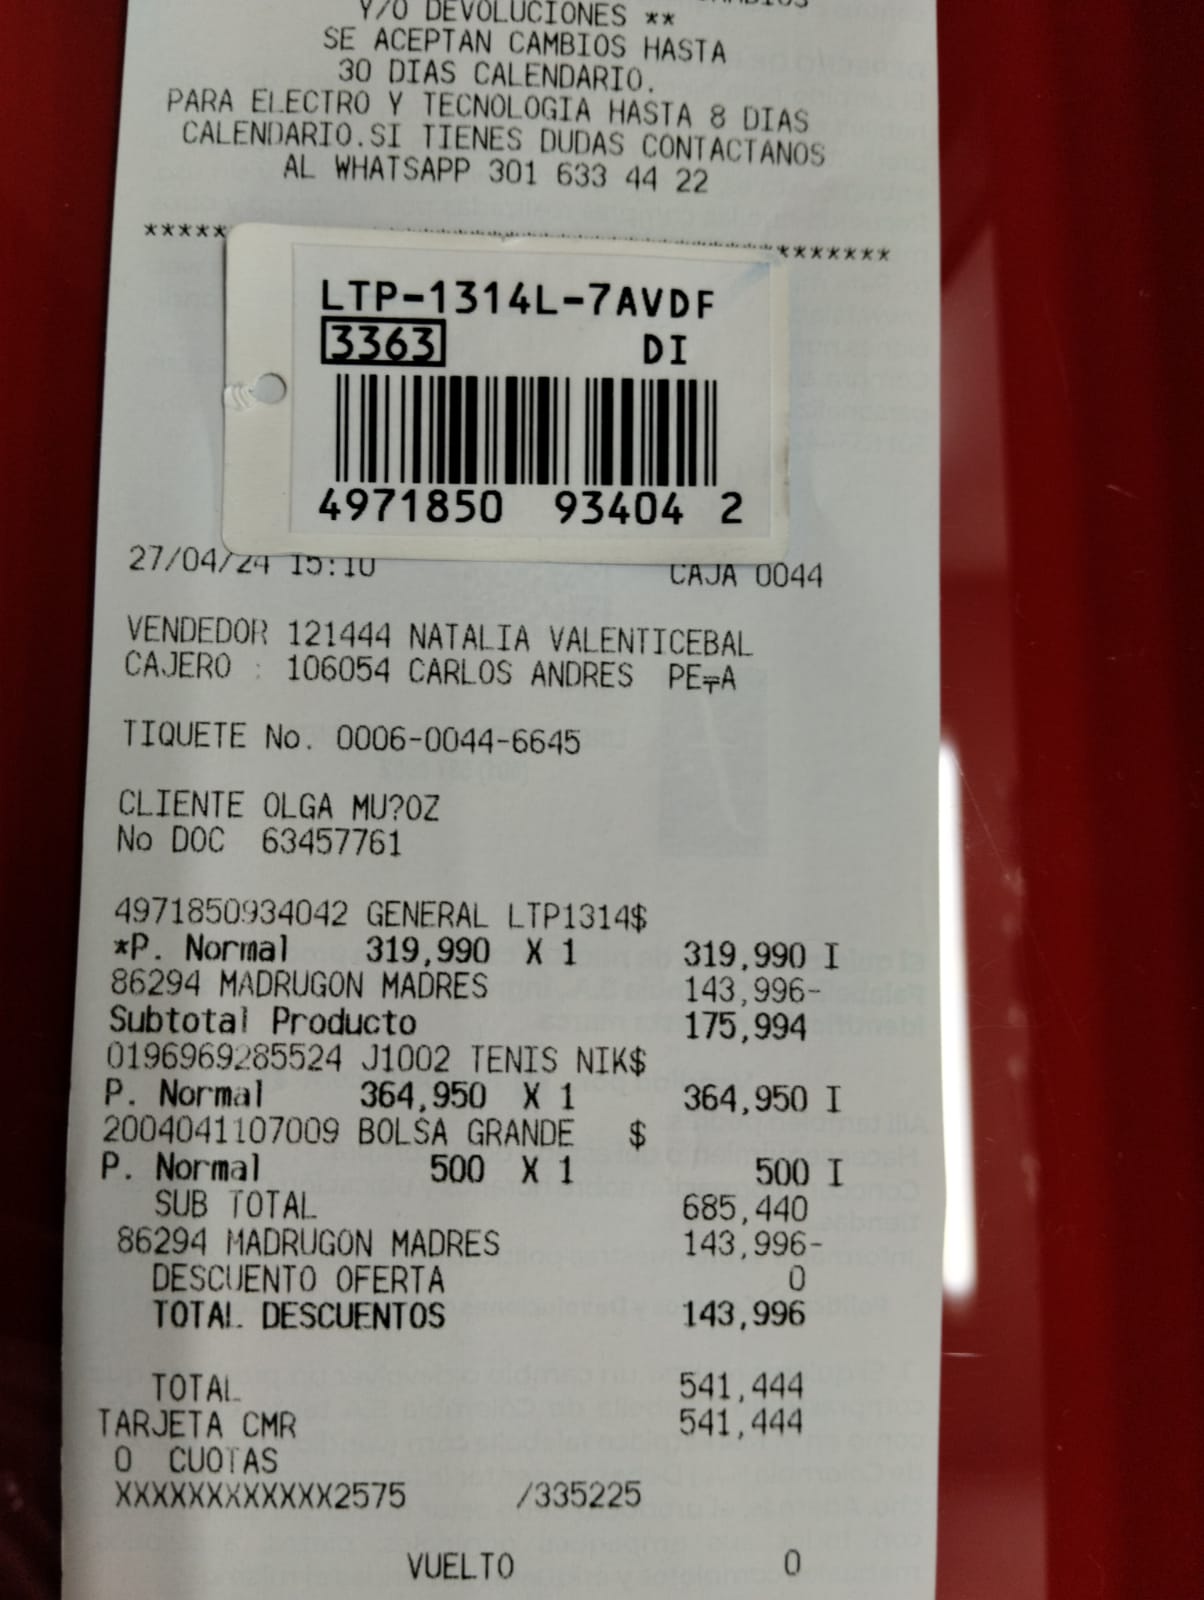 Y/O DEVOLUCIONES **
SE ACEPTAN CAMBIOS HASTA
30 DIAS CALENDARIO.
PARA ELECTRO Y TECNOLOGIA HASTA 8 DIAS
CALENDARIO.SI TIENES DUDAS CONTACTANOS
AL WHATSAPP 301 633 44 22
***** *******
LTP-1314L-7AVDF
3363 DI
4971850 93404 2
27/04/24 15:10 CAJA 0044
VENDEDOR 121444 NATALIA VALENTICEBAL
CAJERO : 106054 CARLOS ANDRES PE╤A
TIQUETE No. 0006-0044-6645
CLIENTE OLGA MU?OZ
No DOC 63457761
4971850934042 GENERAL LTP1314$
*P. Normal 319,990 X 1 319,990 I
86294 MADRUGON MADRES 143,996-
Subtotal Producto 175,994
0196969285524 J1002 TENIS NIK$
P. Normal 364,950 X 1 364,950 I
2004041107009 BOLSA GRANDE $
P. Normal 500 X 1 500 I
SUB TOTAL 685,440
86294 MADRUGON MADRES 143,996-
DESCUENTO OFERTA 0
TOTAL DESCUENTOS 143,996
TOTAL 541,444
TARJETA CMR 541,444
0 CUOTAS
XXXXXXXXXXXX2575 /335225
VUELTO 0